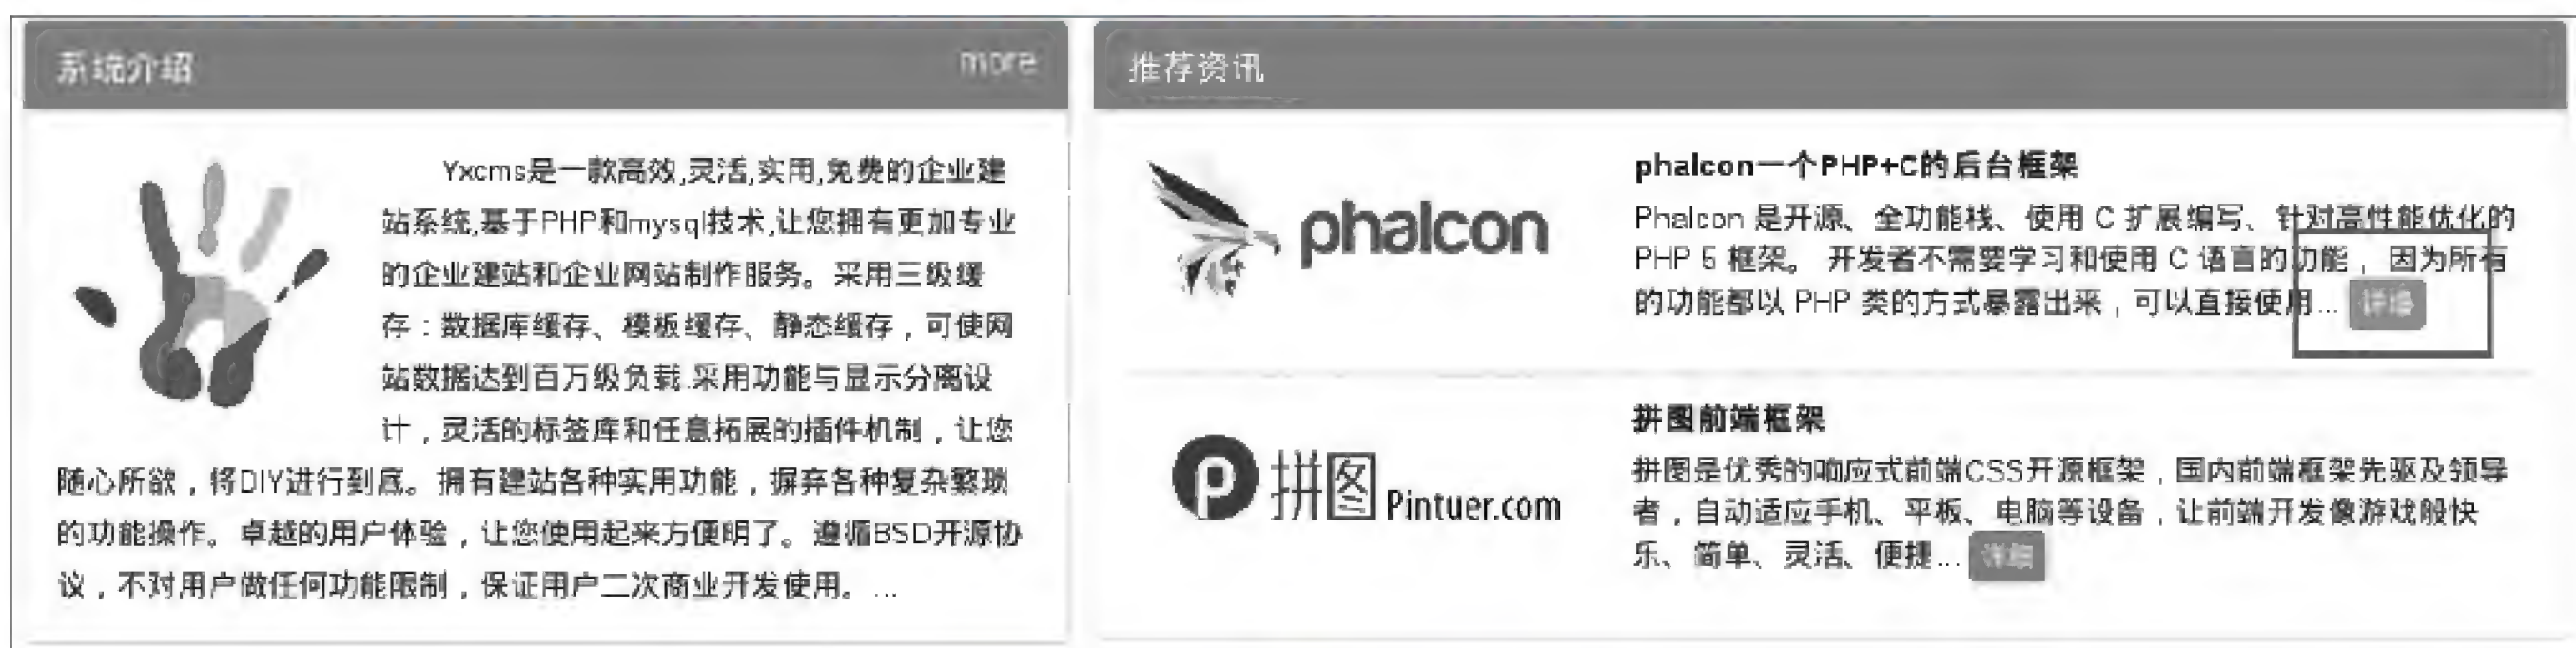 系统介绍
more
Yxcms是一款高效,灵活,实用,免费的企业建
站系统,基于PHP和mysql技术,让您拥有更加专业
的企业建站和企业网站制作服务。采用三级缓
存：数据库缓存、模板缓存、静态缓存，可使网
站数据达到百万级负载.采用功能与显示分离设
计，灵活的标签库和任意拓展的插件机制，让您
随心所欲，将DIY进行到底。拥有建站各种实用功能，摒弃各种复杂繁琐
的功能操作。卓越的用户体验，让您使用起来方便明了。遵循BSD开源协
议，不对用户做任何功能限制，保证用户二次商业开发使用。...
推荐资讯
phalcon
phalcon一个PHP+C的后台框架
Phalcon 是开源、全功能栈、使用 C 扩展编写、针对高性能优化的
PHP 5 框架。 开发者不需要学习和使用 C 语言的功能， 因为所有
的功能都以 PHP 类的方式暴露出来，可以直接使用... 详细
拼图 Pintuer.com
拼图前端框架
拼图是优秀的响应式前端CSS开源框架，国内前端框架先驱及领导
者，自动适应手机、平板、电脑等设备，让前端开发像游戏般快
乐、简单、灵活、便捷... 详细